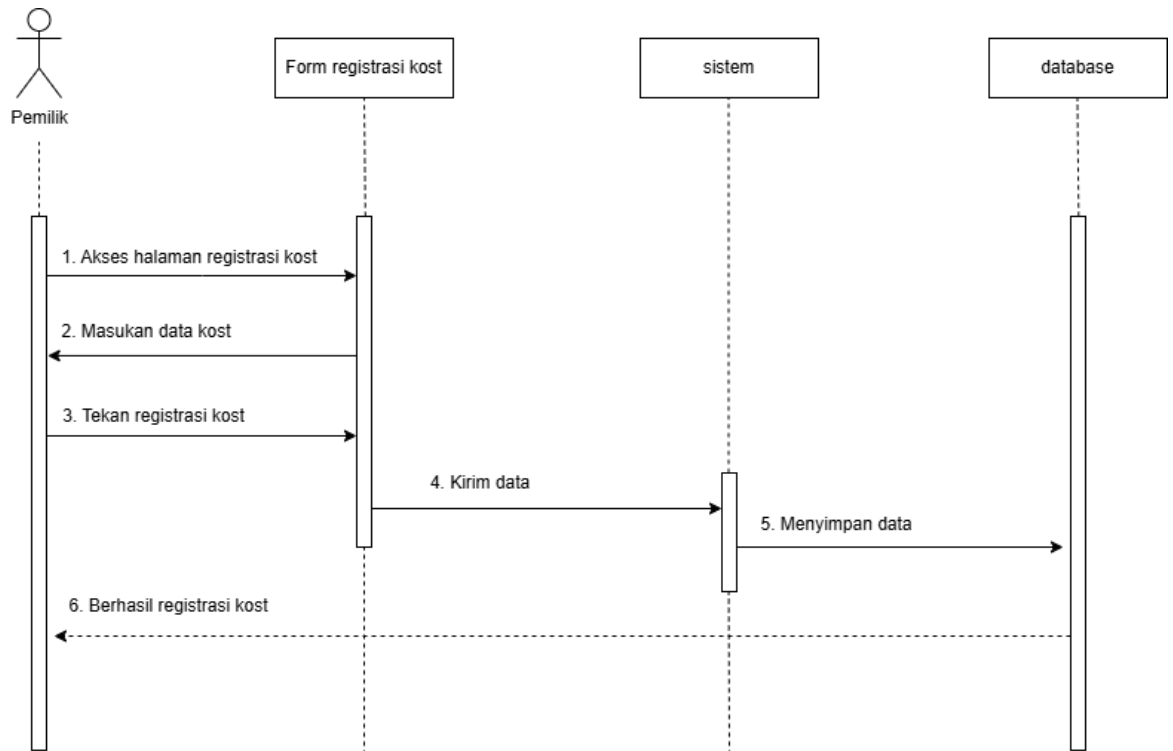 Form registrasi kost
sistem
database
Pemilik
1. Akses halaman registrasi kost
2. Masukan data kost
3. Tekan registrasi kost
4. Kirim data
5. Menyimpan data
6. Berhasil registrasi kost